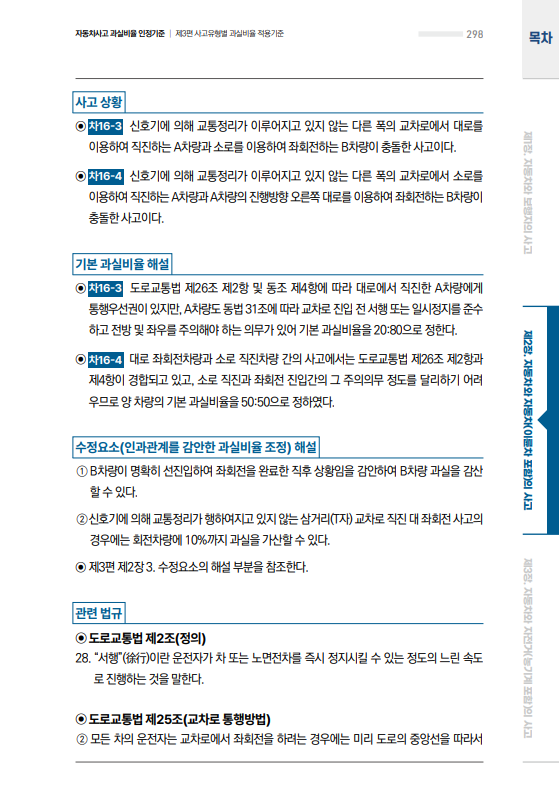 자동차사고 과실비율 인정기준 | 제3편 사고유형별 과실비율 적용기준
298
목차
사고 상황
◉ 차16-3 신호기에 의해 교통정리가 이루어지고 있지 않는 다른 폭의 교차로에서 대로를
이용하여 직진하는 A차량과 소로를 이용하여 좌회전하는 B차량이 충돌한 사고이다.
◉ 차16-4 신호기에 의해 교통정리가 이루어지고 있지 않는 다른 폭의 교차로에서 소로를
이용하여 직진하는 A차량과 A차량의 진행방향 오른쪽 대로를 이용하여 좌회전하는 B차량이
충돌한 사고이다.
기본 과실비율 해설
◉ 차16-3 도로교통법 제26조 제2항 및 동조 제4항에 따라 대로에서 직진한 A차량에게
통행우선권이 있지만, A차량도 동법 31조에 따라 교차로 진입 전 서행 또는 일시정지를 준수
하고 전방 및 좌우를 주의해야 하는 의무가 있어 기본 과실비율을 20:80으로 정한다.
◉ 차16-4 대로 좌회전차량과 소로 직진차량 간의 사고에서는 도로교통법 제26조 제2항과
제4항이 경합되고 있고, 소로 직진과 좌회전 진입간의 그 주의의무 정도를 달리하기 어려
우므로 양 차량의 기본 과실비율을 50:50으로 정하였다.
수정요소(인과관계를 감안한 과실비율 조정) 해설
① B차량이 명확히 선진입하여 좌회전을 완료한 직후 상황임을 감안하여 B차량 과실을 감산
할 수 있다.
② 신호기에 의해 교통정리가 행하여지고 있지 않는 삼거리(T자) 교차로 직진 대 좌회전 사고의
경우에는 회전차량에 10%까지 과실을 가산할 수 있다.
◉ 제3편 제2장 3. 수정요소의 해설 부분을 참조한다.
관련 법규
◉ 도로교통법 제2조(정의)
28. “서행”(徐行)이란 운전자가 차 또는 노면전차를 즉시 정지시킬 수 있는 정도의 느린 속도
로 진행하는 것을 말한다.
◉ 도로교통법 제25조(교차로 통행방법)
② 모든 차의 운전자는 교차로에서 좌회전을 하려는 경우에는 미리 도로의 중앙선을 따라서
제1장. 자동차와 보행자의 사고
제2장. 자동차와 자동차(이륜차 포함)의 사고
제3장. 자동차와 자전거(농기계 포함)의 사고